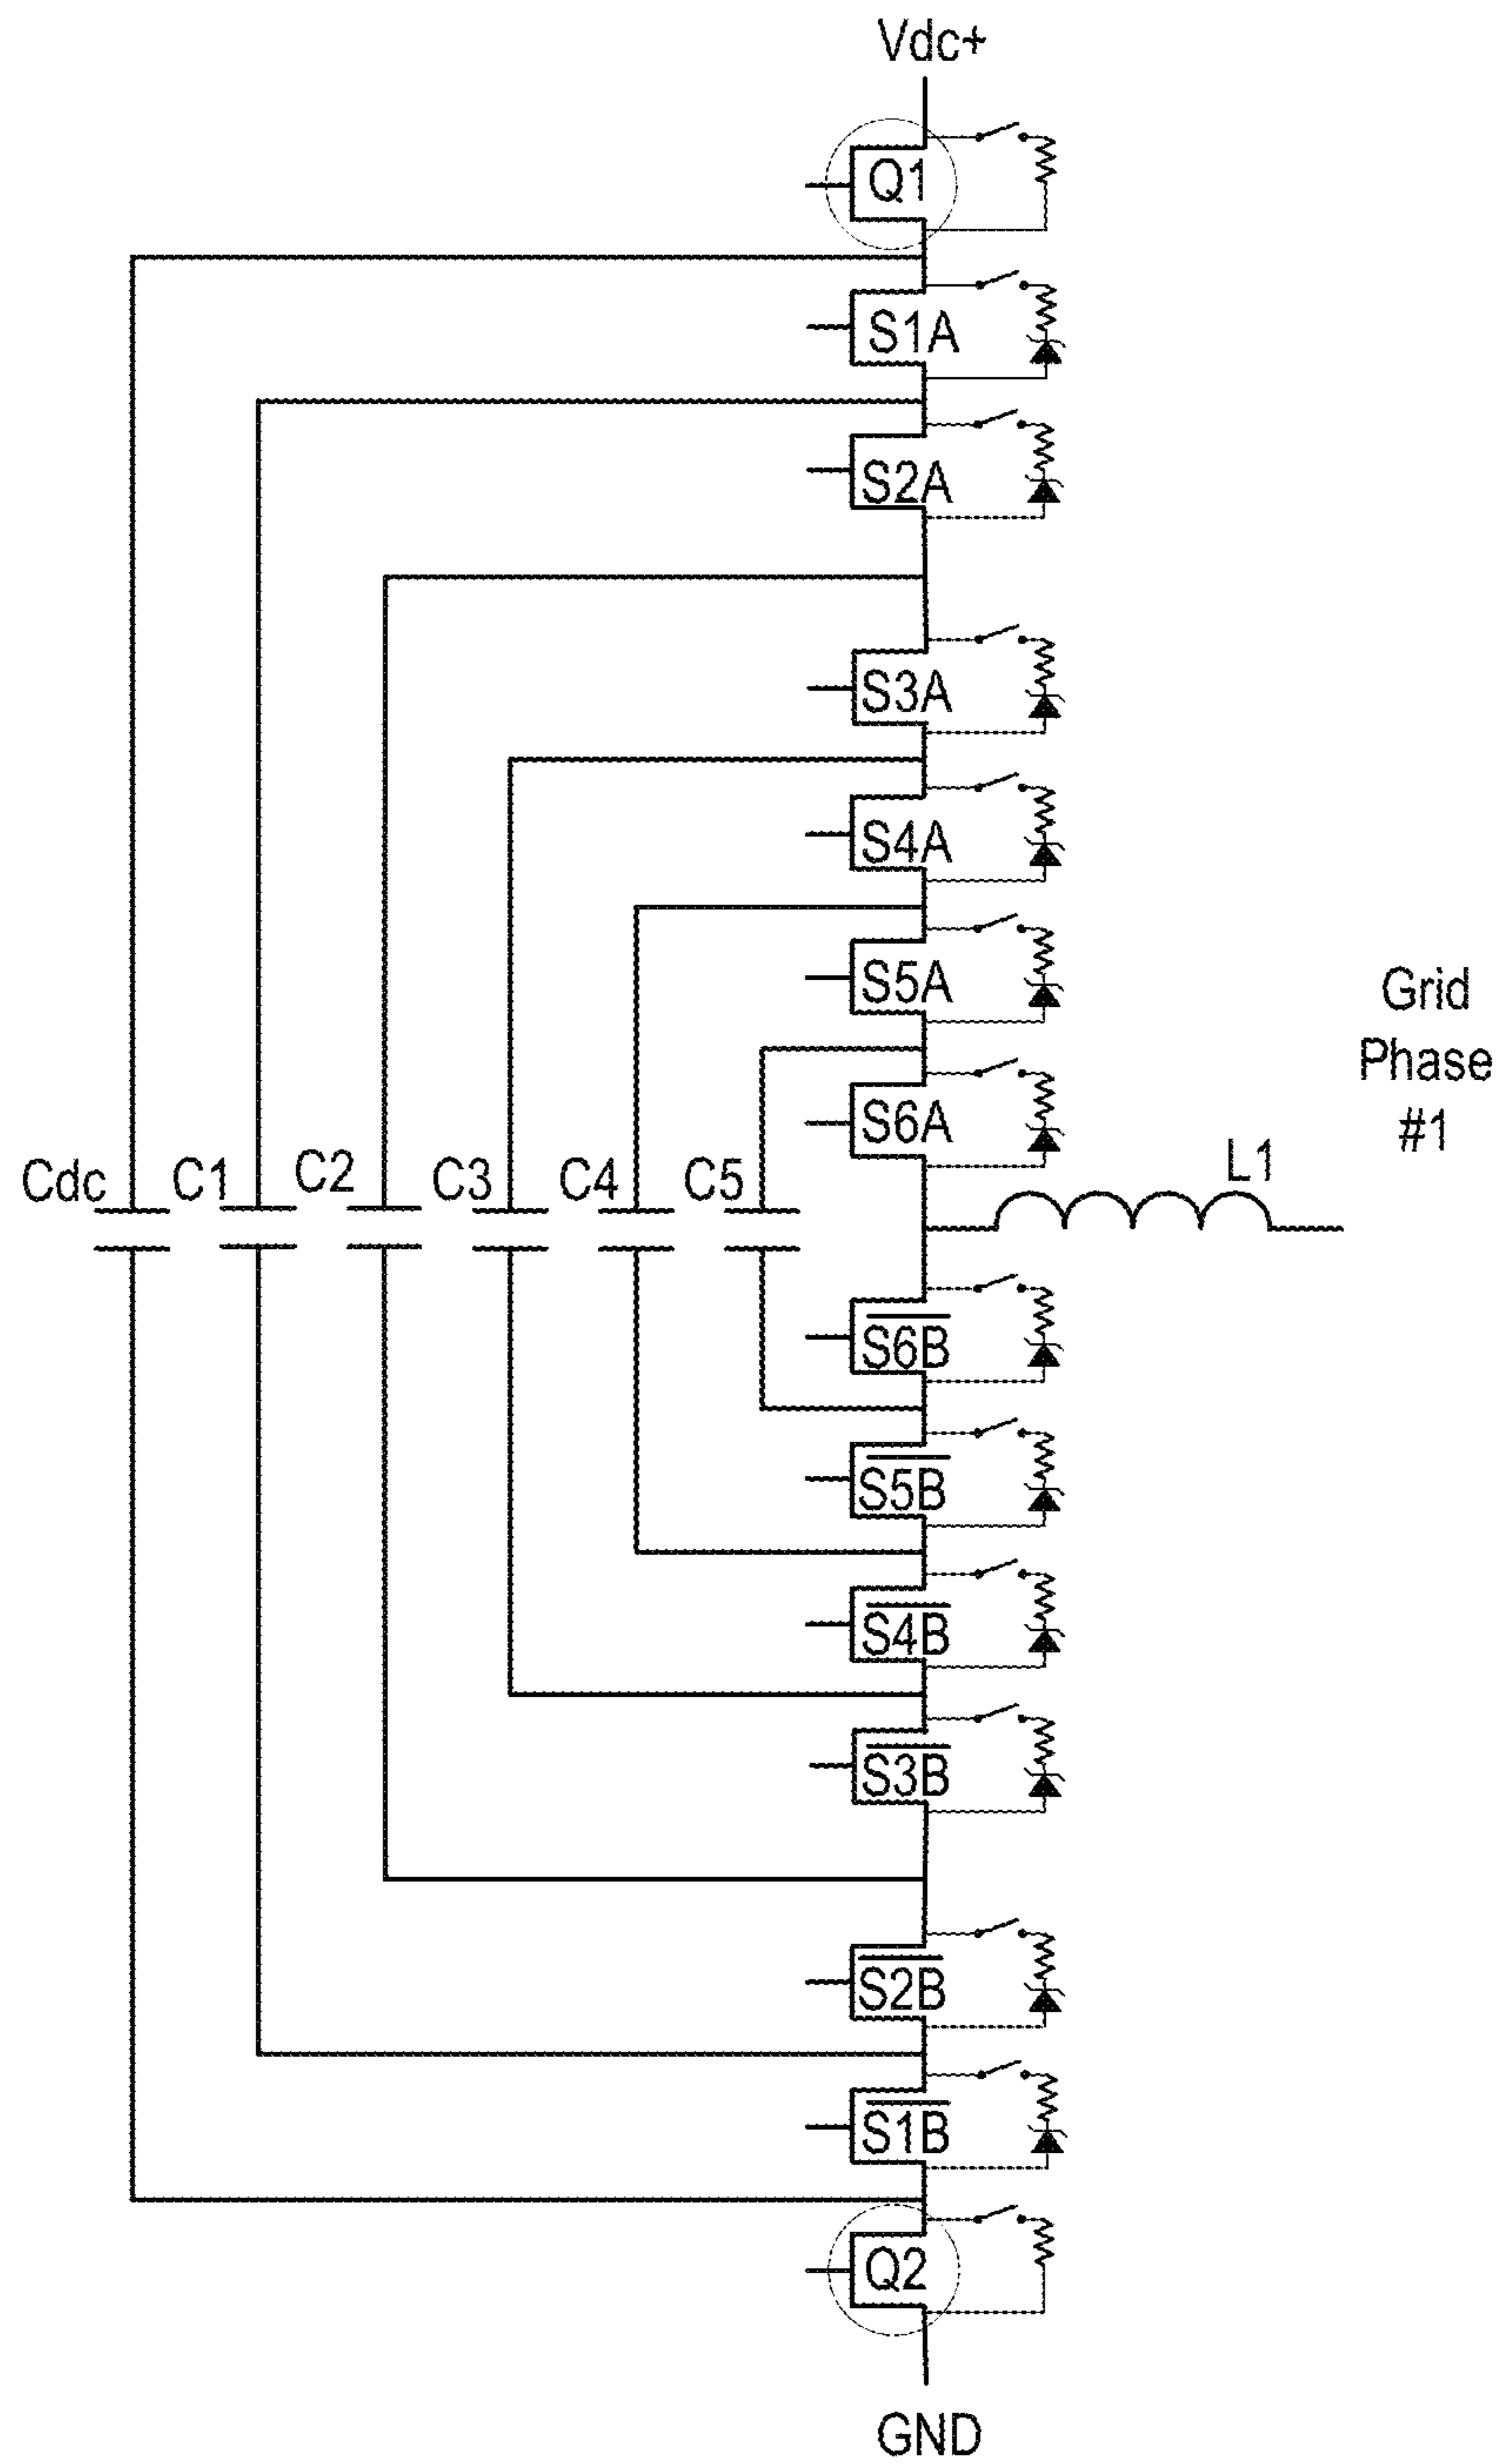 Vdc+
Q1
S1A
S2A
S3A
S4A
S5A
Grid
Phase
#1
S6A
L1
Cdc
C1
C2
C3
C4
C5
S6B
S5B
S4B
S3B
S2B
S1B
Q2
GND